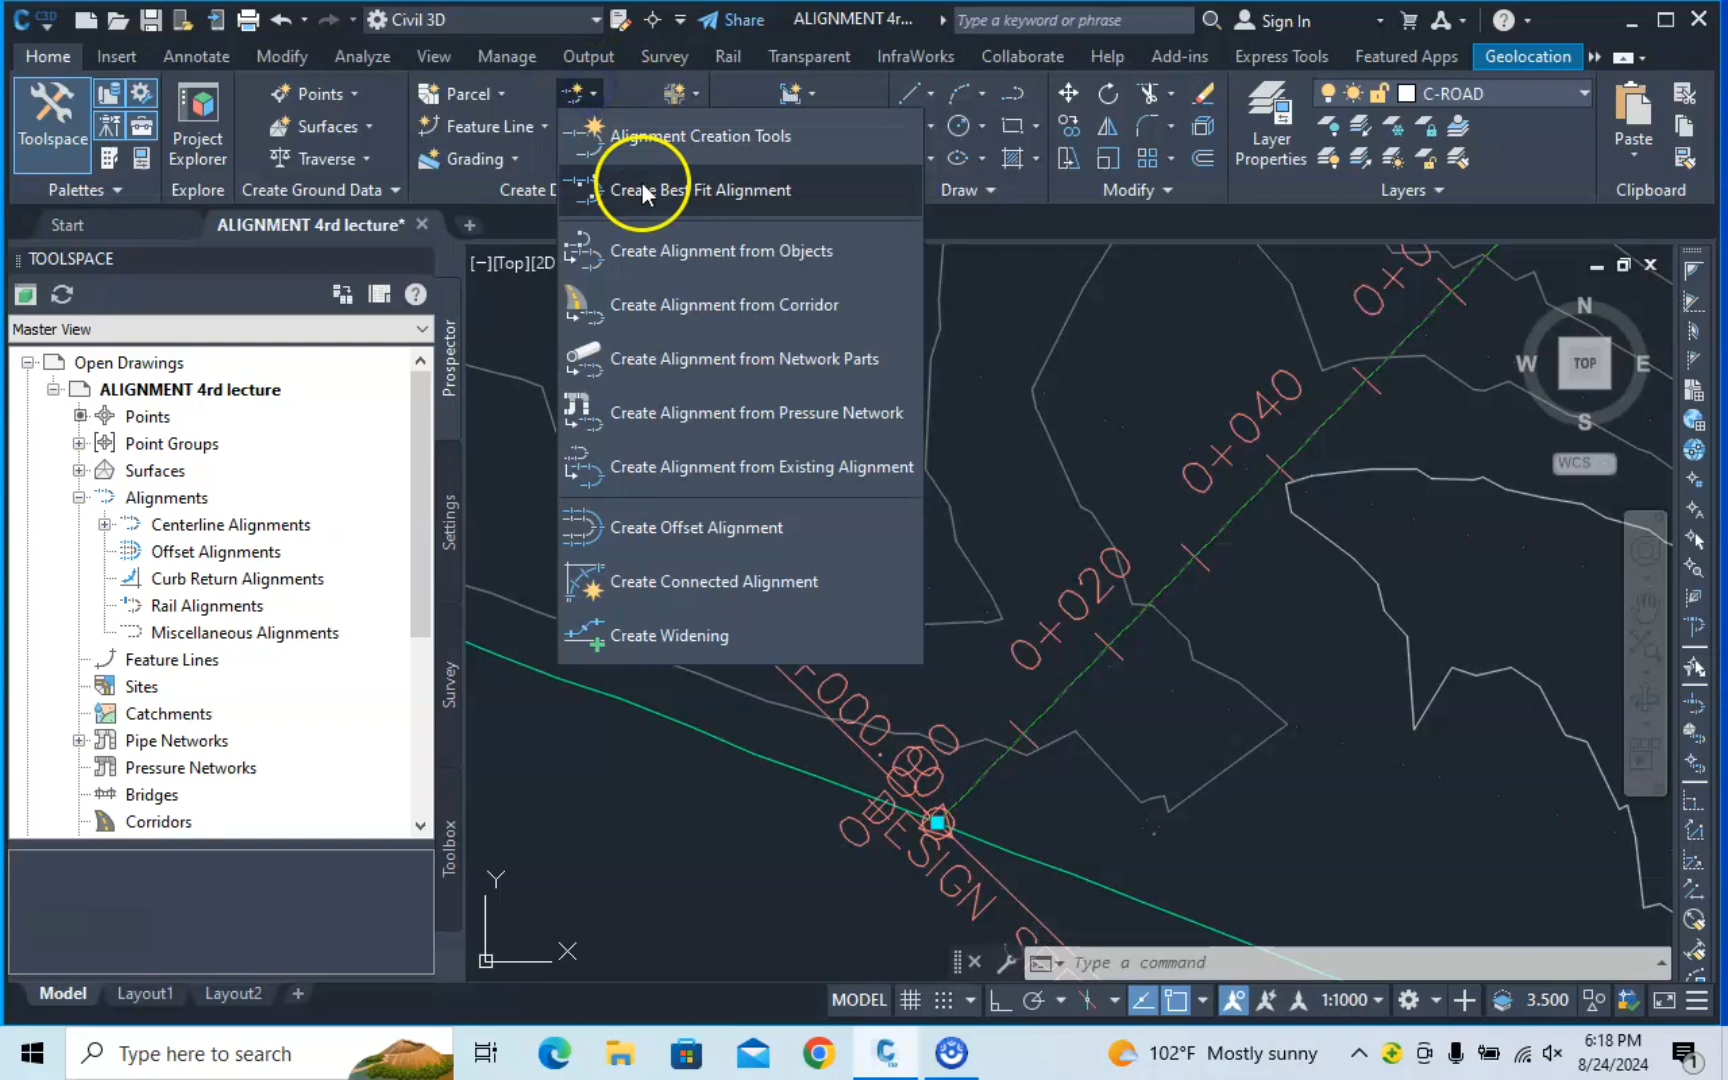 C3D
Civil 3D
Share
ALIGNMENT 4r...
Type a keyword or phrase
Sign In
Home
Insert
Annotate
Modify
Analyze
View
Manage
Output
Survey
Rail
Transparent
InfraWorks
Collaborate
Help
Add-ins
Express Tools
Featured Apps
Geolocation
Toolspace
Palettes
Project Explorer
Explore
Points
Surfaces
Traverse
Create Ground Data
Parcel
Feature Line
Grading
Create D
Draw
Modify
Layer Properties
C-ROAD
Layers
Paste
Clipboard
Alignment Creation Tools
Create Best Fit Alignment
Create Alignment from Objects
Create Alignment from Corridor
Create Alignment from Network Parts
Create Alignment from Pressure Network
Create Alignment from Existing Alignment
Create Offset Alignment
Create Connected Alignment
Create Widening
Start
ALIGNMENT 4rd lecture*
TOOLSPACE
Master View
Open Drawings
ALIGNMENT 4rd lecture
Points
Point Groups
Surfaces
Alignments
Centerline Alignments
Offset Alignments
Curb Return Alignments
Rail Alignments
Miscellaneous Alignments
Feature Lines
Sites
Catchments
Pipe Networks
Pressure Networks
Bridges
Corridors
Prospector
Settings
Survey
Toolbox
[−][Top][2D
0+040
0+020
DESIGN
Y
X
N
W
TOP
E
S
WCS
Type a command
Model
Layout1
Layout2
MODEL
1:1000
3.500
Type here to search
102°F Mostly sunny
6:18 PM
8/24/2024
1